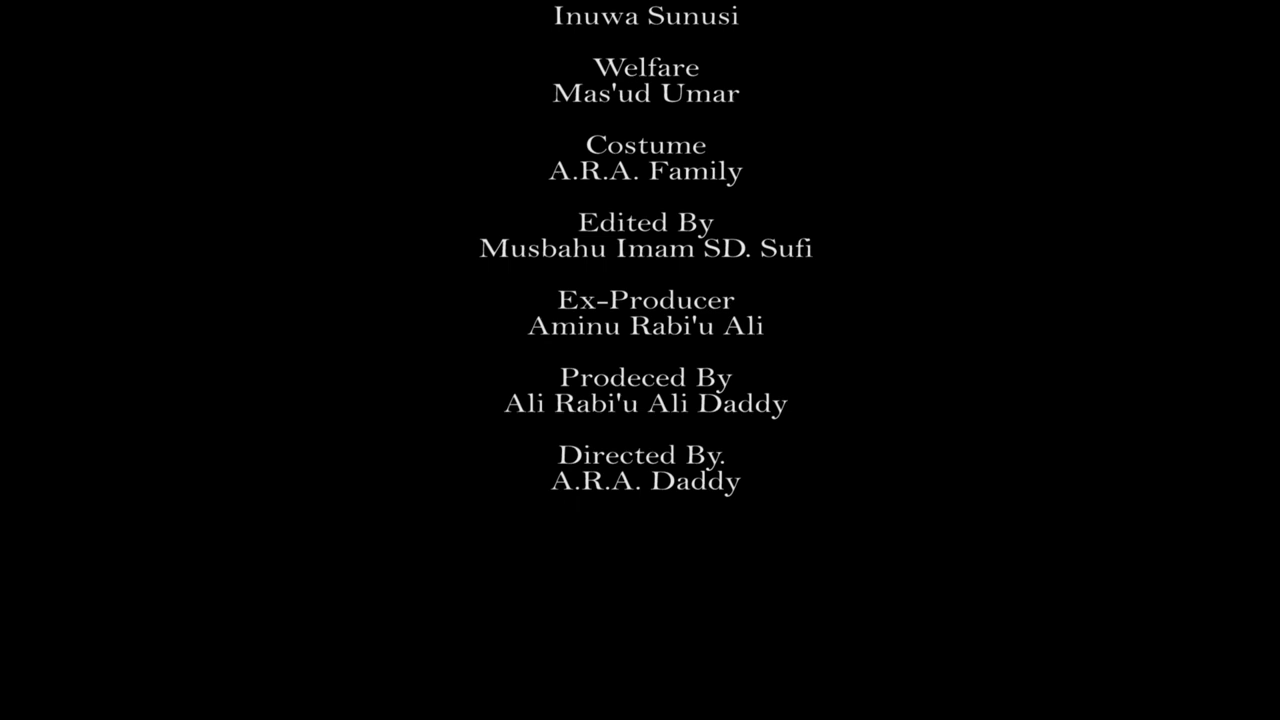 Inuwa Sunusi
Welfare
Mas'ud Umar
Costume
A.R.A. Family
Edited By
Musbahu Imam SD. Sufi
Ex-Producer
Aminu Rabi'u Ali
Prodeced By
Ali Rabi'u Ali Daddy
Directed By.
A.R.A. Daddy